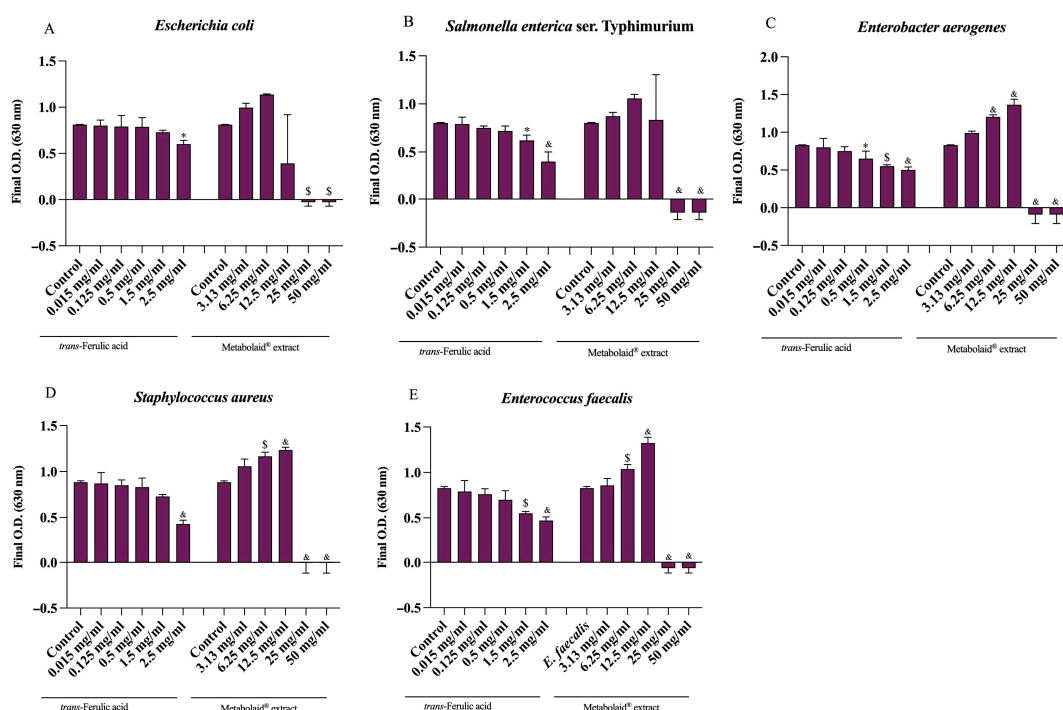 A
Escherichia coli
Final O.D. (630 nm)
1.5
1.0
0.5
0.0
−0.5
*
$
$
Control
0.015 mg/ml
0.125 mg/ml
0.5 mg/ml
1.5 mg/ml
2.5 mg/ml
Control
3.13 mg/ml
6.25 mg/ml
12.5 mg/ml
25 mg/ml
50 mg/ml
trans-Ferulic acid
Metabolaid® extract
B
Salmonella enterica ser. Typhimurium
Final O.D. (630 nm)
1.5
1.0
0.5
0.0
−0.5
*
&
&
&
Control
0.015 mg/ml
0.125 mg/ml
0.5 mg/ml
1.5 mg/ml
2.5 mg/ml
Control
3.13 mg/ml
6.25 mg/ml
12.5 mg/ml
25 mg/ml
50 mg/ml
trans-Ferulic acid
Metabolaid® extract
C
Enterobacter aerogenes
Final O.D. (630 nm)
2.0
1.5
1.0
0.5
0.0
−0.5
*
$
&
&
&
&
&
Control
0.015 mg/ml
0.125 mg/ml
0.5 mg/ml
1.5 mg/ml
2.5 mg/ml
Control
3.13 mg/ml
6.25 mg/ml
12.5 mg/ml
25 mg/ml
50 mg/ml
trans-Ferulic acid
Metabolaid® extract
D
Staphylococcus aureus
Final O.D. (630 nm)
1.5
1.0
0.5
0.0
−0.5
&
$
&
&
&
Control
0.015 mg/ml
0.125 mg/ml
0.5 mg/ml
1.5 mg/ml
2.5 mg/ml
Control
3.13 mg/ml
6.25 mg/ml
12.5 mg/ml
25 mg/ml
50 mg/ml
trans-Ferulic acid
Metabolaid® extract
E
Enterococcus faecalis
Final O.D. (630 nm)
1.5
1.0
0.5
0.0
−0.5
$
&
$
&
&
&
Control
0.015 mg/ml
0.125 mg/ml
0.5 mg/ml
1.5 mg/ml
2.5 mg/ml
E. faecalis
3.13 mg/ml
6.25 mg/ml
12.5 mg/ml
25 mg/ml
50 mg/ml
trans-Ferulic acid
Metabolaid® extract